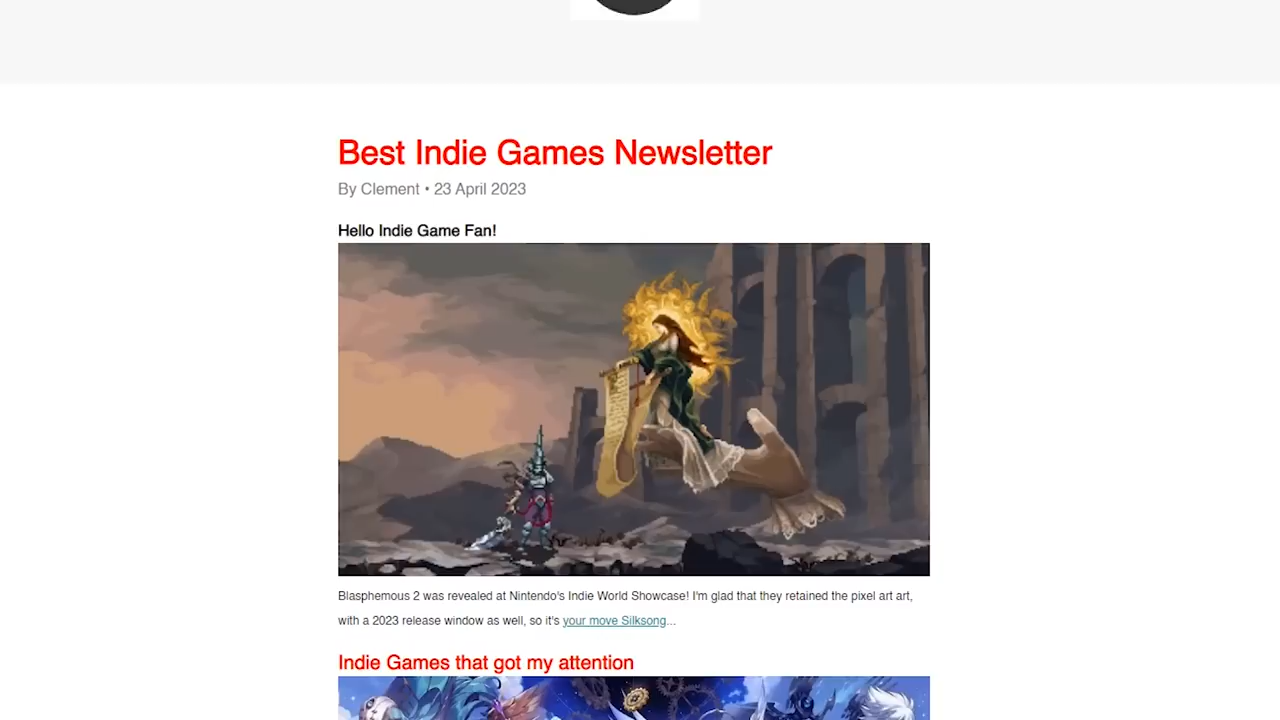 Best Indie Games Newsletter
By Clement • 23 April 2023
Hello Indie Game Fan!
Blasphemous 2 was revealed at Nintendo's Indie World Showcase! I'm glad that they retained the pixel art art,
with a 2023 release window as well, so it's your move Silksong...
Indie Games that got my attention